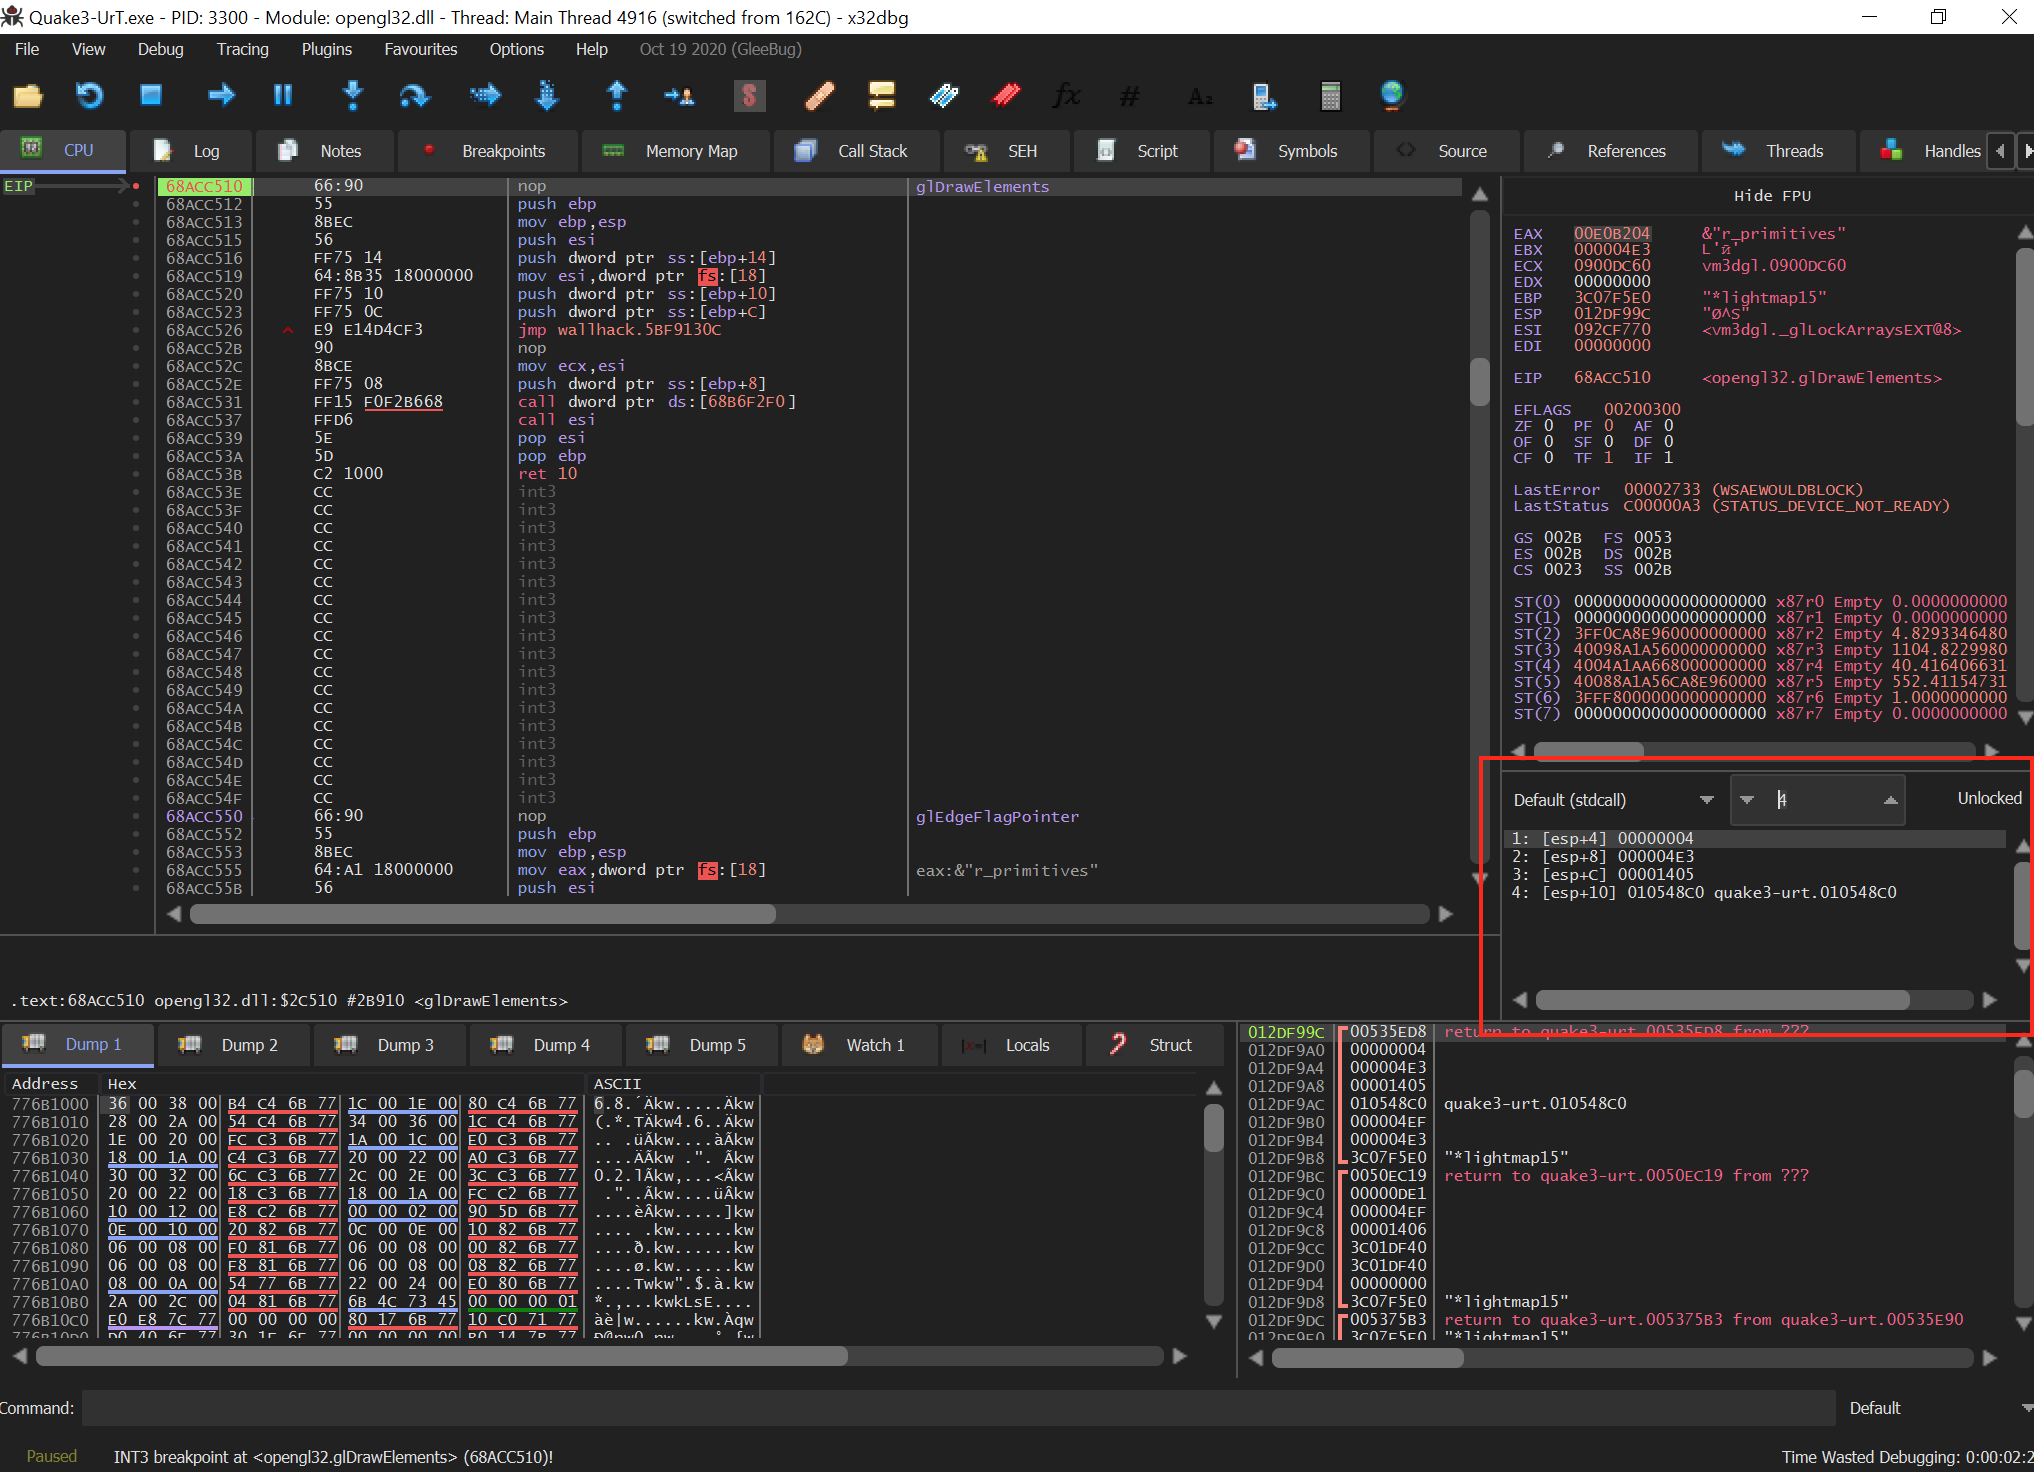 Quake3-UrT.exe - PID: 3300 - Module: opengl32.dll - Thread: Main Thread 4916 (switched from 162C) - x32dbg
File View Debug Tracing Plugins Favourites Options Help Oct 19 2020 (GleeBug)
CPU Log Notes Breakpoints Memory Map Call Stack SEH Script Symbols Source References Threads Handles
EIP 68ACC510 66:90 nop glDrawElements
68ACC512 55 push ebp
68ACC513 8BEC mov ebp,esp
68ACC515 56 push esi
68ACC516 FF75 14 push dword ptr ss:[ebp+14]
68ACC519 64:8B35 18000000 mov esi,dword ptr fs:[18]
68ACC520 FF75 10 push dword ptr ss:[ebp+10]
68ACC523 FF75 0C push dword ptr ss:[ebp+C]
68ACC526 E9 E14D4CF3 jmp wallhack.5BF9130C
68ACC52B 90 nop
68ACC52C 8BCE mov ecx,esi
68ACC52E FF75 08 push dword ptr ss:[ebp+8]
68ACC531 FF15 F0F2B668 call dword ptr ds:[68B6F2F0]
68ACC537 FFD6 call esi
68ACC539 5E pop esi
68ACC53A 5D pop ebp
68ACC53B C2 1000 ret 10
68ACC53E CC int3
68ACC53F CC int3
68ACC540 CC int3
68ACC541 CC int3
68ACC542 CC int3
68ACC543 CC int3
68ACC544 CC int3
68ACC545 CC int3
68ACC546 CC int3
68ACC547 CC int3
68ACC548 CC int3
68ACC549 CC int3
68ACC54A CC int3
68ACC54B CC int3
68ACC54C CC int3
68ACC54D CC int3
68ACC54E CC int3
68ACC54F CC int3
68ACC550 66:90 nop glEdgeFlagPointer
68ACC552 55 push ebp
68ACC553 8BEC mov ebp,esp
68ACC555 64:A1 18000000 mov eax,dword ptr fs:[18] eax:&"r_primitives"
68ACC55B 56 push esi
.text:68ACC510 opengl32.dll:$2C510 #2B910 <glDrawElements>
Hide FPU
EAX 00E0B204 &"r_primitives"
EBX 000004E3 L'й'
ECX 0900DC60 vm3dgl.0900DC60
EDX 00000000
EBP 3C07F5E0 "*lightmap15"
ESP 012DF99C "Ø^S"
ESI 092CF770 <vm3dgl._glLockArraysEXT@8>
EDI 00000000
EIP 68ACC510 <opengl32.glDrawElements>
EFLAGS 00200300
ZF 0 PF 0 AF 0
OF 0 SF 0 DF 0
CF 0 TF 1 IF 1
LastError 00002733 (WSAEWOULDBLOCK)
LastStatus C00000A3 (STATUS_DEVICE_NOT_READY)
GS 002B FS 0053
ES 002B DS 002B
CS 0023 SS 002B
ST(0) 00000000000000000000 x87r0 Empty 0.0000000000
ST(1) 00000000000000000000 x87r1 Empty 0.0000000000
ST(2) 3FF0CA8E960000000000 x87r2 Empty 4.8293346480
ST(3) 40098A1A560000000000 x87r3 Empty 1104.8229980
ST(4) 4004A1AA668000000000 x87r4 Empty 40.416406631
ST(5) 40088A1A56CA8E960000 x87r5 Empty 552.41154731
ST(6) 3FFF8000000000000000 x87r6 Empty 1.0000000000
ST(7) 00000000000000000000 x87r7 Empty 0.0000000000
Default (stdcall) 4 Unlocked
1: [esp+4] 00000004
2: [esp+8] 000004E3
3: [esp+C] 00001405
4: [esp+10] 010548C0 quake3-urt.010548C0
Dump 1 Dump 2 Dump 3 Dump 4 Dump 5 Watch 1 Locals Struct
Address Hex ASCII
776B1000 36 00 38 00 B4 C4 6B 77 1C 00 1E 00 80 C4 6B 77 6.8.´Äkw.....Äkw
776B1010 28 00 2A 00 54 C4 6B 77 34 00 36 00 1C C4 6B 77 (.*.TÄkw4.6..Äkw
776B1020 1E 00 20 00 FC C3 6B 77 1A 00 1C 00 E0 C3 6B 77 .. .üÃkw....àÃkw
776B1030 18 00 1A 00 C4 C3 6B 77 20 00 22 00 A0 C3 6B 77 ....ÄÃkw .". Ãkw
776B1040 30 00 32 00 6C C3 6B 77 2C 00 2E 00 3C C3 6B 77 0.2.lÃkw,...<Ãkw
776B1050 20 00 22 00 18 C3 6B 77 18 00 1A 00 FC C2 6B 77 ."..Ãkw....üÂkw
776B1060 10 00 12 00 E8 C2 6B 77 00 00 02 00 90 5D 6B 77 ....èÂkw.....]kw
776B1070 0E 00 10 00 20 82 6B 77 0C 00 0E 00 10 82 6B 77 .... .kw......kw
776B1080 06 00 08 00 F0 81 6B 77 06 00 08 00 00 82 6B 77 ....ð.kw......kw
776B1090 06 00 08 00 F8 81 6B 77 06 00 08 00 08 82 6B 77 ....ø.kw......kw
776B10A0 08 00 0A 00 54 77 6B 77 22 00 24 00 E0 80 6B 77 ....Twkw".$.à.kw
776B10B0 2A 00 2C 00 04 81 6B 77 6B 4C 73 45 00 00 00 01 *.,...kwkLsE....
776B10C0 E0 E8 7C 77 00 00 00 00 80 17 6B 77 10 C0 71 77 àè|w......kw.Àqw
012DF99C 00535ED8 return to quake3-urt.00535ED8 from ???
012DF9A0 00000004
012DF9A4 000004E3
012DF9A8 00001405
012DF9AC 010548C0 quake3-urt.010548C0
012DF9B0 000004EF
012DF9B4 000004E3
012DF9B8 3C07F5E0 "*lightmap15"
012DF9BC 0050EC19 return to quake3-urt.0050EC19 from ???
012DF9C0 00000DE1
012DF9C4 000004EF
012DF9C8 00001406
012DF9CC 3C01DF40
012DF9D0 3C01DF40
012DF9D4 00000000
012DF9D8 3C07F5E0 "*lightmap15"
012DF9DC 005375B3 return to quake3-urt.005375B3 from quake3-urt.00535E90
012DF9E0 3C07F5E0 "*lightmap15"
Command: Default
Paused INT3 breakpoint at <opengl32.glDrawElements> (68ACC510)! Time Wasted Debugging: 0:00:02:2